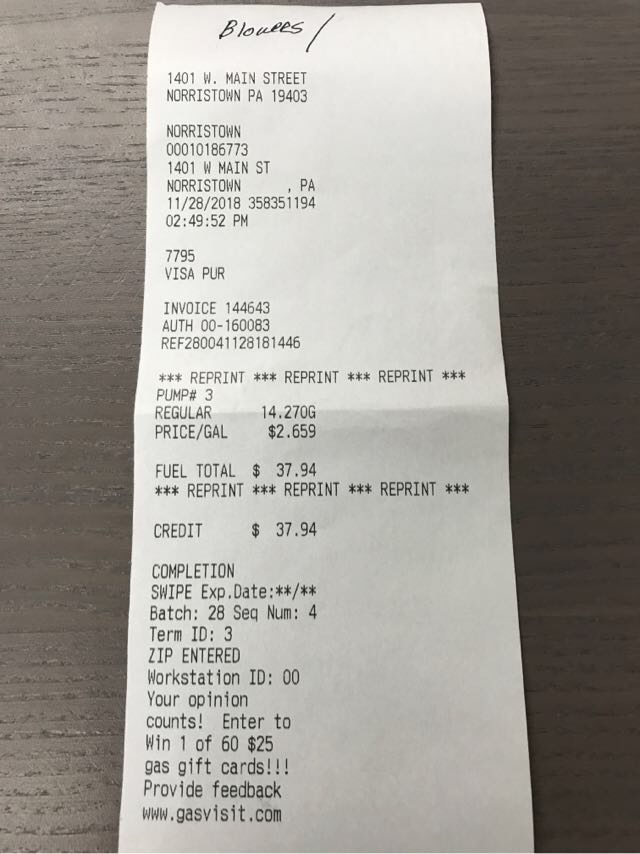 Blowers /
1401 W. MAIN STREET
NORRISTOWN PA 19403
NORRISTOWN
00010186773
1401 W MAIN ST
NORRISTOWN , PA
11/28/2018 358351194
02:49:52 PM
7795
VISA PUR
INVOICE 144643
AUTH 00-160083
REF280041128181446
*** REPRINT *** REPRINT *** REPRINT ***
PUMP# 3
REGULAR 14.270G
PRICE/GAL $2.659
FUEL TOTAL $ 37.94
*** REPRINT *** REPRINT *** REPRINT ***
CREDIT $ 37.94
COMPLETION
SWIPE Exp.Date:**/**
Batch: 28 Seq Num: 4
Term ID: 3
ZIP ENTERED
Workstation ID: 00
Your opinion
counts! Enter to
Win 1 of 60 $25
gas gift cards!!!
Provide feedback
www.gasvisit.com